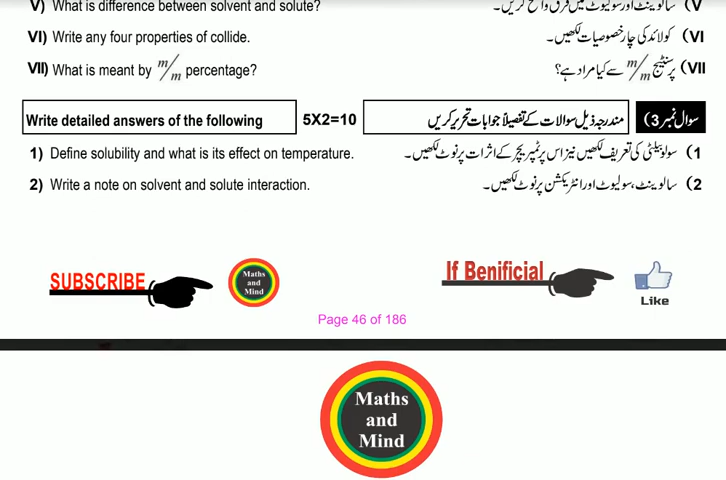 V) What is difference between solvent and solute? سالوینٹ اور سولیوٹ میں فرق واضح کریں۔ (V
VI) Write any four properties of collide. کولائڈ کی چار خصوصیات لکھیں۔ (VI
VII) What is meant by m/m percentage? پرسنٹیج m/m سے کیا مراد ہے؟ (VII
Write detailed answers of the following 5X2=10 مندرجہ ذیل سوالات کے تفصیلاً جوابات تحریر کریں سوال نمبر 3)
1) Define solubility and what is its effect on temperature. سولوبیلٹی کی تعریف لکھیں نیز اس پر ٹمپریچر کے اثرات پر نوٹ لکھیں۔ (1
2) Write a note on solvent and solute interaction. سالوینٹ، سولیوٹ اور انٹریکشن پر نوٹ لکھیں۔ (2
SUBSCRIBE
Maths
and
Mind
If Benificial
Like
Page 46 of 186
Maths
and
Mind